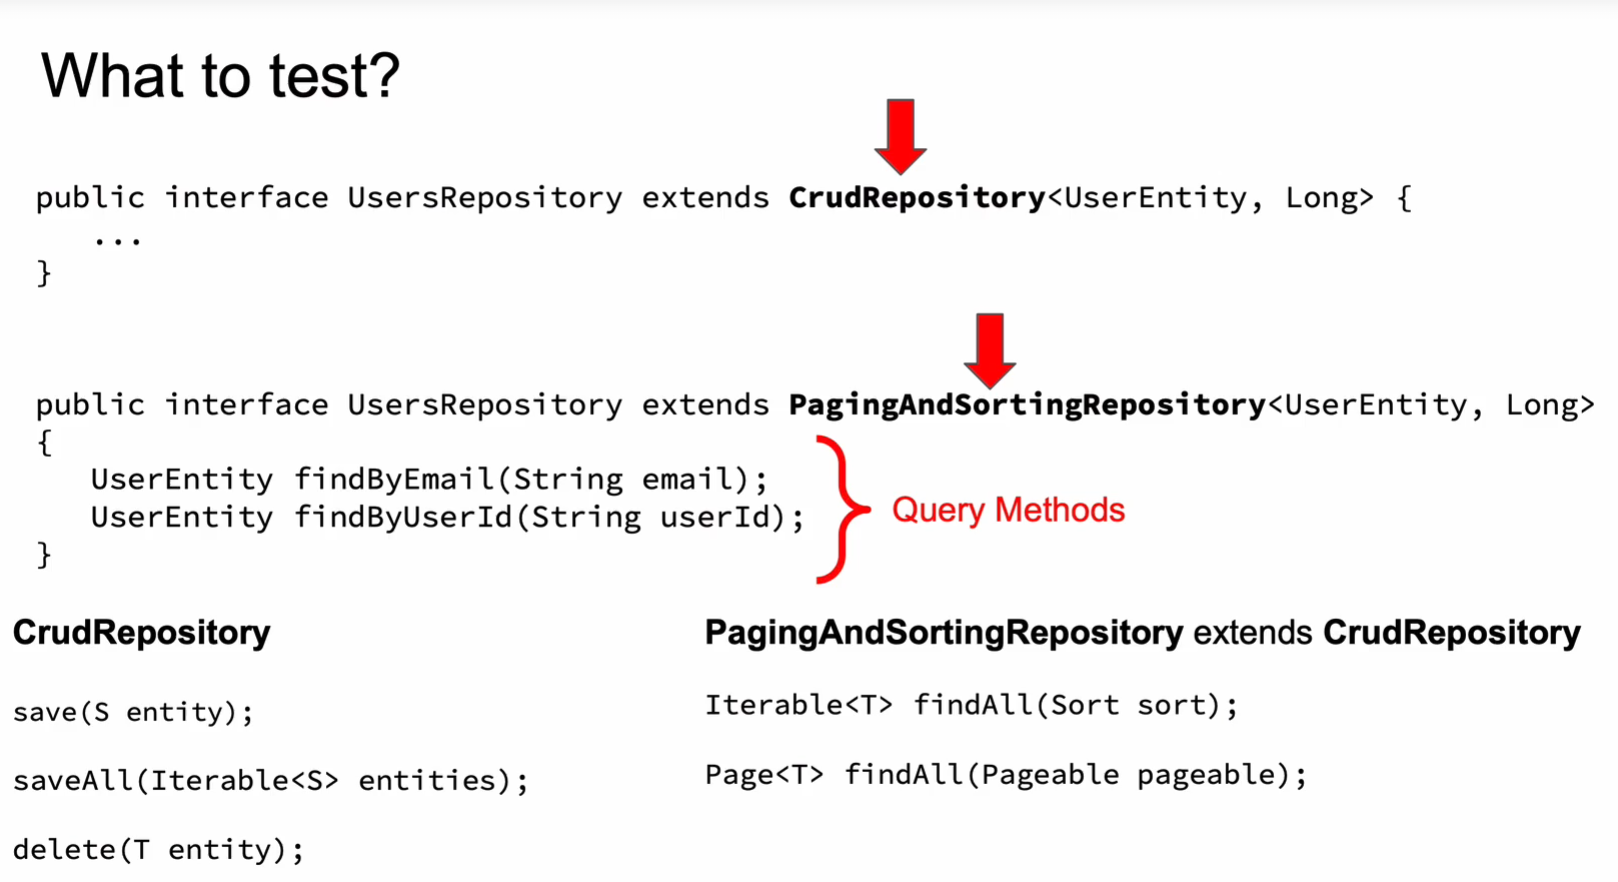 What to test?
public interface UsersRepository extends CrudRepository<UserEntity, Long> {
...
}
public interface UsersRepository extends PagingAndSortingRepository<UserEntity, Long>
{
UserEntity findByEmail(String email);
UserEntity findByUserId(String userId);
}
Query Methods
CrudRepository
save(S entity);
saveAll(Iterable<S> entities);
delete(T entity);
PagingAndSortingRepository extends CrudRepository
Iterable<T> findAll(Sort sort);
Page<T> findAll(Pageable pageable);